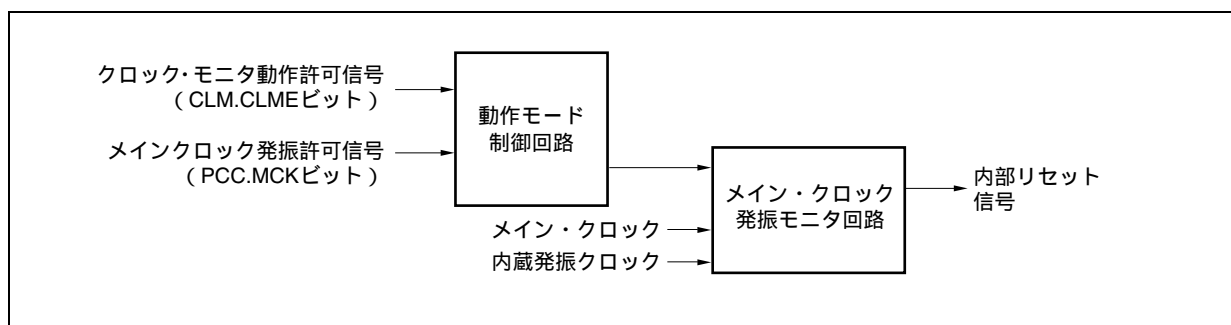 クロック・モニタ動作許可信号
（CLM.CLMEビット）
メインクロック発振許可信号
（PCC.MCKビット）
動作モード
制御回路
メイン・クロック
内蔵発振クロック
メイン・クロック
発振モニタ回路
内部リセット
信号